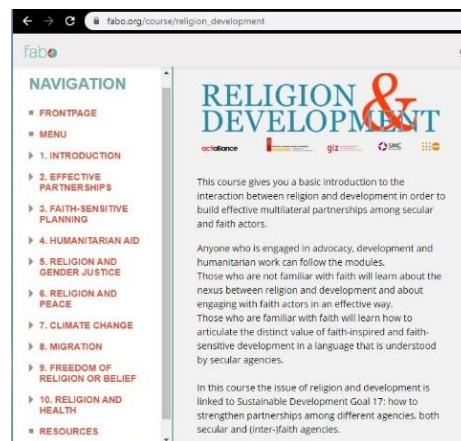 fabo.org/course/religion_development
fabo
NAVIGATION
FRONTPAGE
MENU
1. INTRODUCTION
2. EFFECTIVE
PARTNERSHIPS
3. FAITH-SENSITIVE
PLANNING
4. HUMANITARIAN AID
5. RELIGION AND
GENDER JUSTICE
6. RELIGION AND
PEACE
7. CLIMATE CHANGE
8. MIGRATION
9. FREEDOM OF
RELIGION OR BELIEF
10. RELIGION AND
HEALTH
RESOURCES
RELIGION &
DEVELOPMENT
actalliance
giz
SMC
This course gives you a basic introduction to the
interaction between religion and development in order to
build effective multilateral partnerships among secular
and faith actors.
Anyone who is engaged in advocacy, development and
humanitarian work can follow the modules.
Those who are not familiar with faith will learn about the
nexus between religion and development and about
engaging with faith actors in an effective way.
Those who are familiar with faith will learn how to
articulate the distinct value of faith-inspired and faith-
sensitive development in a language that is understood
by secular agencies.
In this course the issue of religion and development is
linked to Sustainable Development Goal 17: how to
strengthen partnerships among different agencies, both
secular and (inter-)faith agencies.